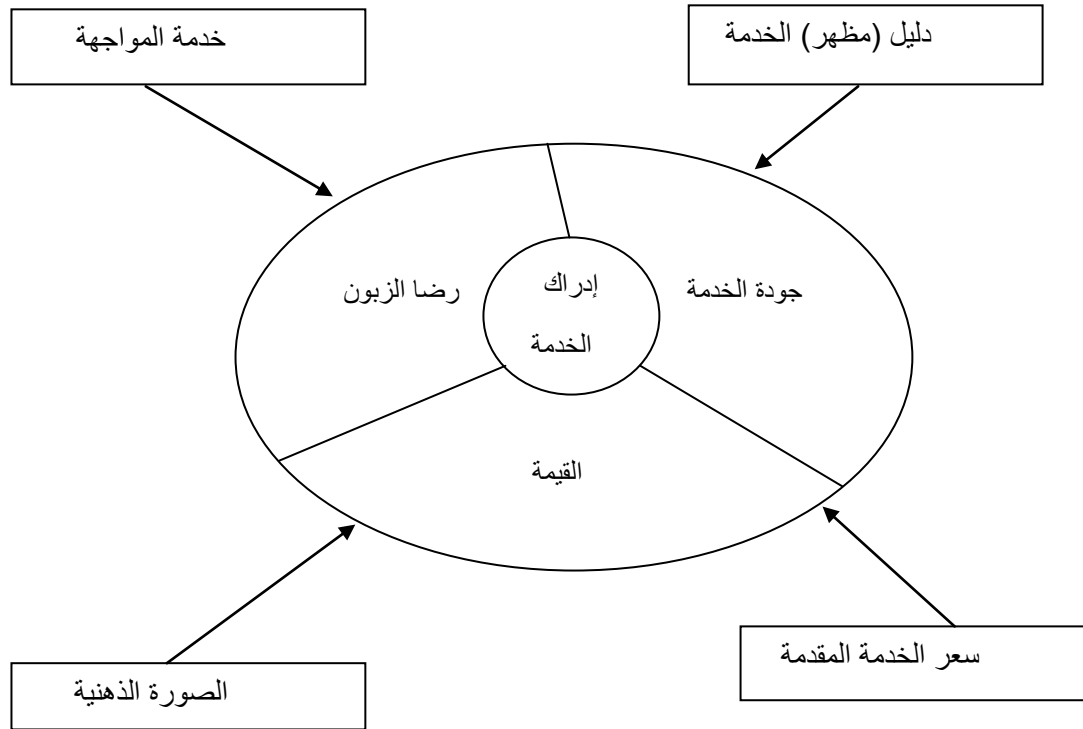 دليل (مظهر) الخدمة
خدمة المواجهة
جودة الخدمة
إدراك
الخدمة
رضا الزبون
القيمة
سعر الخدمة المقدمة
الصورة الذهنية